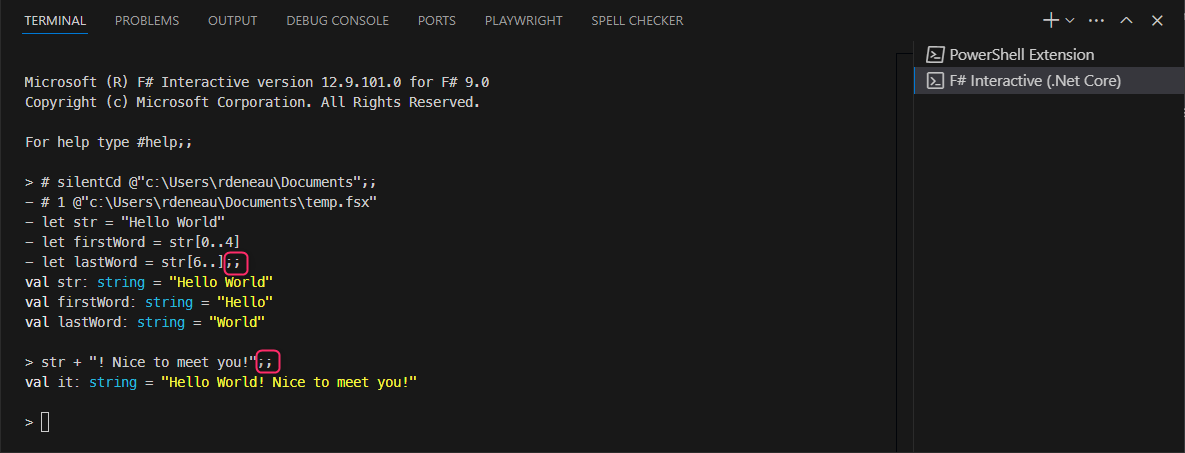 TERMINAL PROBLEMS OUTPUT DEBUG CONSOLE PORTS PLAYWRIGHT SPELL CHECKER
PowerShell Extension
F# Interactive (.Net Core)
Microsoft (R) F# Interactive version 12.9.101.0 for F# 9.0
Copyright (c) Microsoft Corporation. All Rights Reserved.
For help type #help;;
> # silentCd @"c:\Users\rdeneau\Documents";;
- # 1 @"c:\Users\rdeneau\Documents\temp.fsx"
- let str = "Hello World"
- let firstWord = str[0..4]
- let lastWord = str[6..];;
val str: string = "Hello World"
val firstWord: string = "Hello"
val lastWord: string = "World"
> str + "! Nice to meet you!";;
val it: string = "Hello World! Nice to meet you!"
>